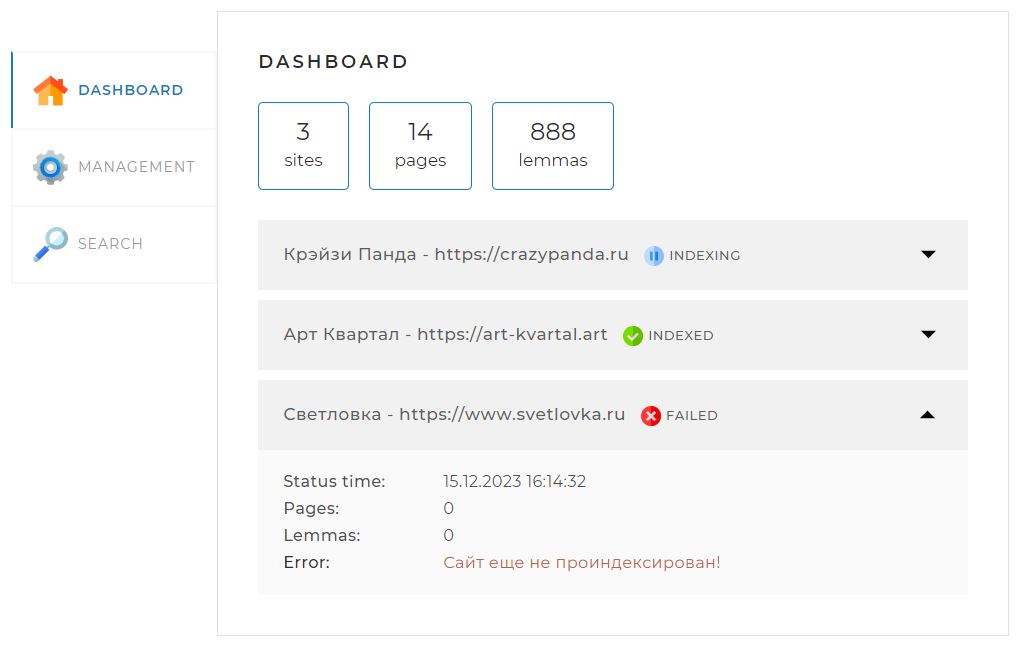 DASHBOARD
MANAGEMENT
SEARCH
DASHBOARD
3
sites
14
pages
888
lemmas
Крэйзи Панда - https://crazypanda.ru INDEXING
Арт Квартал - https://art-kvartal.art INDEXED
Светловка - https://www.svetlovka.ru FAILED
Status time: 15.12.2023 16:14:32
Pages: 0
Lemmas: 0
Error: Сайт еще не проиндексирован!